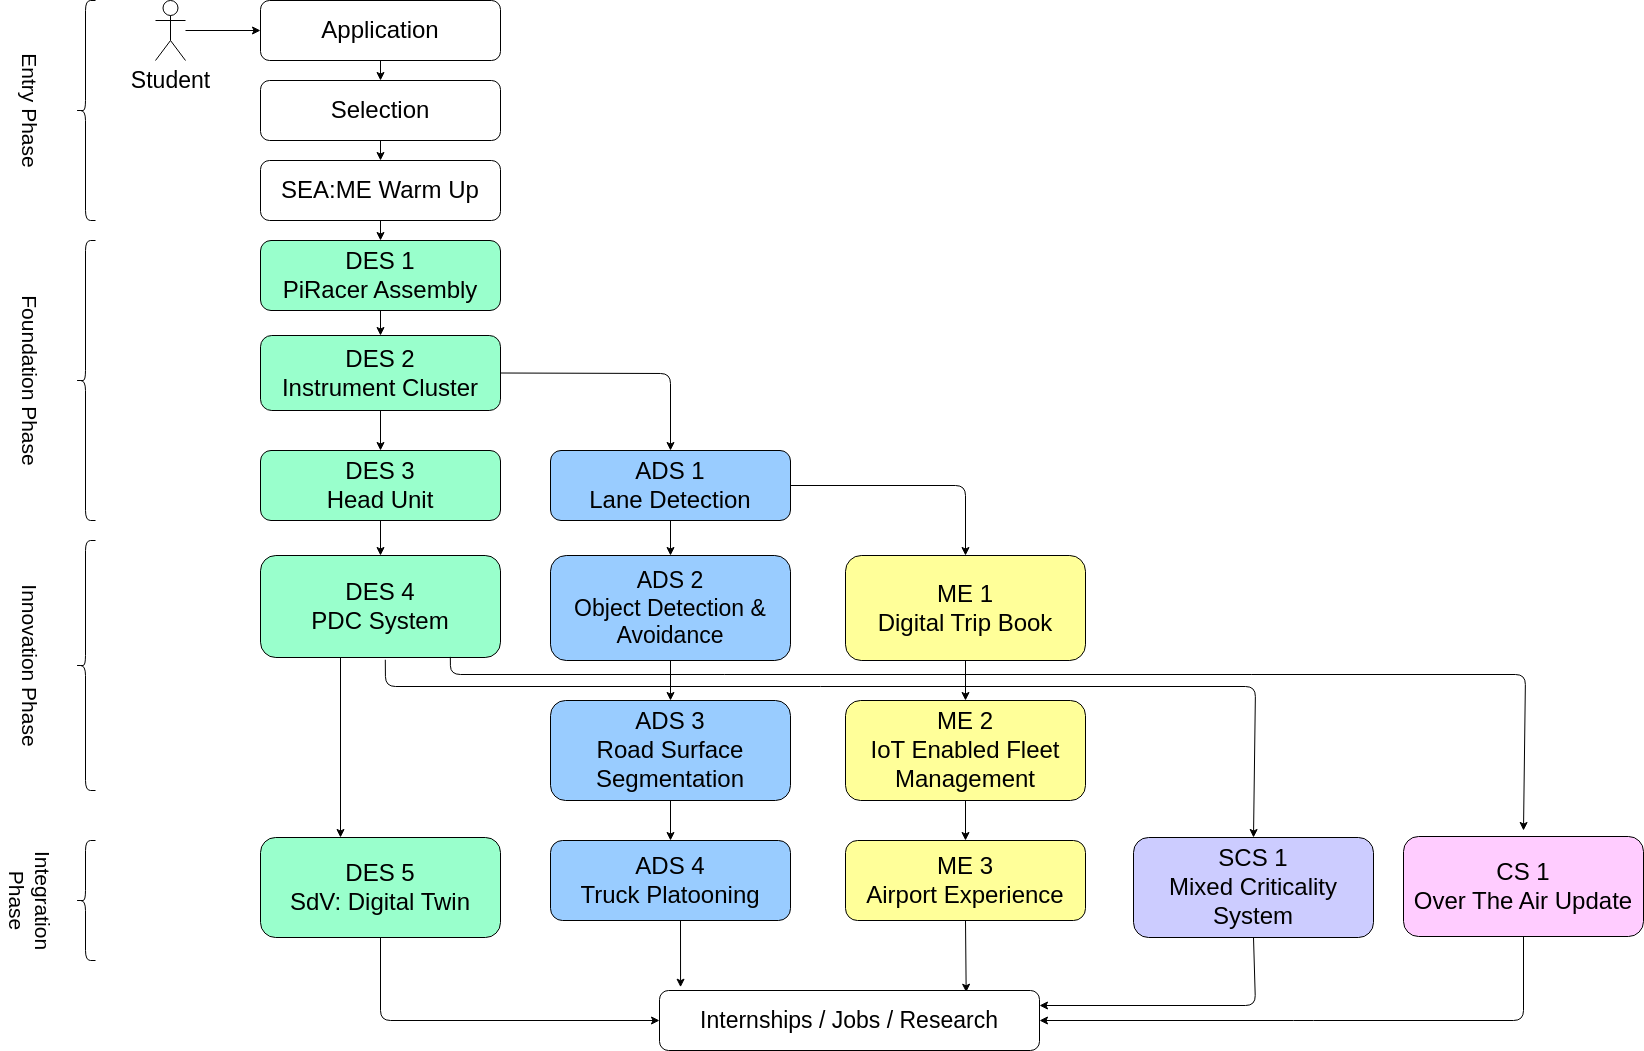 Student
Application
Selection
SEA:ME Warm Up
Entry Phase
DES 1
PiRacer Assembly
DES 2
Instrument Cluster
DES 3
Head Unit
ADS 1
Lane Detection
Foundation Phase
DES 4
PDC System
ADS 2
Object Detection &
Avoidance
ME 1
Digital Trip Book
ADS 3
Road Surface
Segmentation
ME 2
IoT Enabled Fleet
Management
Innovation Phase
DES 5
SdV: Digital Twin
ADS 4
Truck Platooning
ME 3
Airport Experience
SCS 1
Mixed Criticality
System
CS 1
Over The Air Update
Integration
Phase
Internships / Jobs / Research